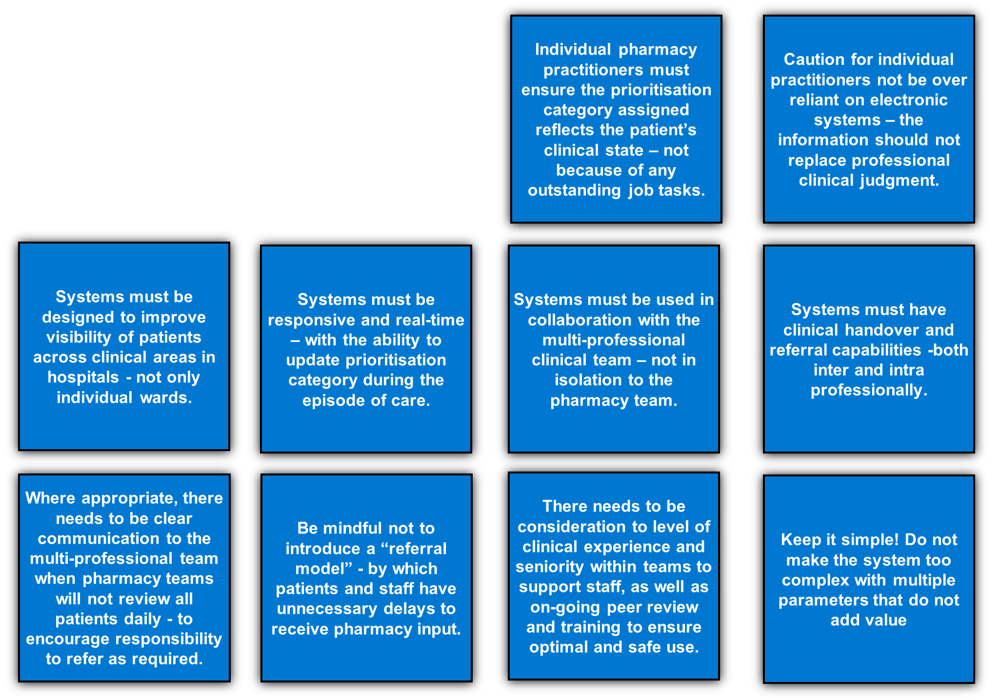 Individual pharmacy
practitioners must
ensure the prioritisation
category assigned
reflects the patient’s
clinical state – not
because of any
outstanding job tasks.
Caution for individual
practitioners not be over
reliant on electronic
systems – the
information should not
replace professional
clinical judgment.
Systems must be
designed to improve
visibility of patients
across clinical areas in
hospitals - not only
individual wards.
Systems must be
responsive and real-time
– with the ability to
update prioritisation
category during the
episode of care.
Systems must be used in
collaboration with the
multi-professional
clinical team – not in
isolation to the
pharmacy team.
Systems must have
clinical handover and
referral capabilities -both
inter and intra
professionally.
Where appropriate, there
needs to be clear
communication to the
multi-professional team
when pharmacy teams
will not review all
patients daily - to
encourage responsibility
to refer as required.
Be mindful not to
introduce a “referral
model” - by which
patients and staff have
unnecessary delays to
receive pharmacy input.
There needs to be
consideration to level of
clinical experience and
seniority within teams to
support staff, as well as
on-going peer review
and training to ensure
optimal and safe use.
Keep it simple! Do not
make the system too
complex with multiple
parameters that do not
add value